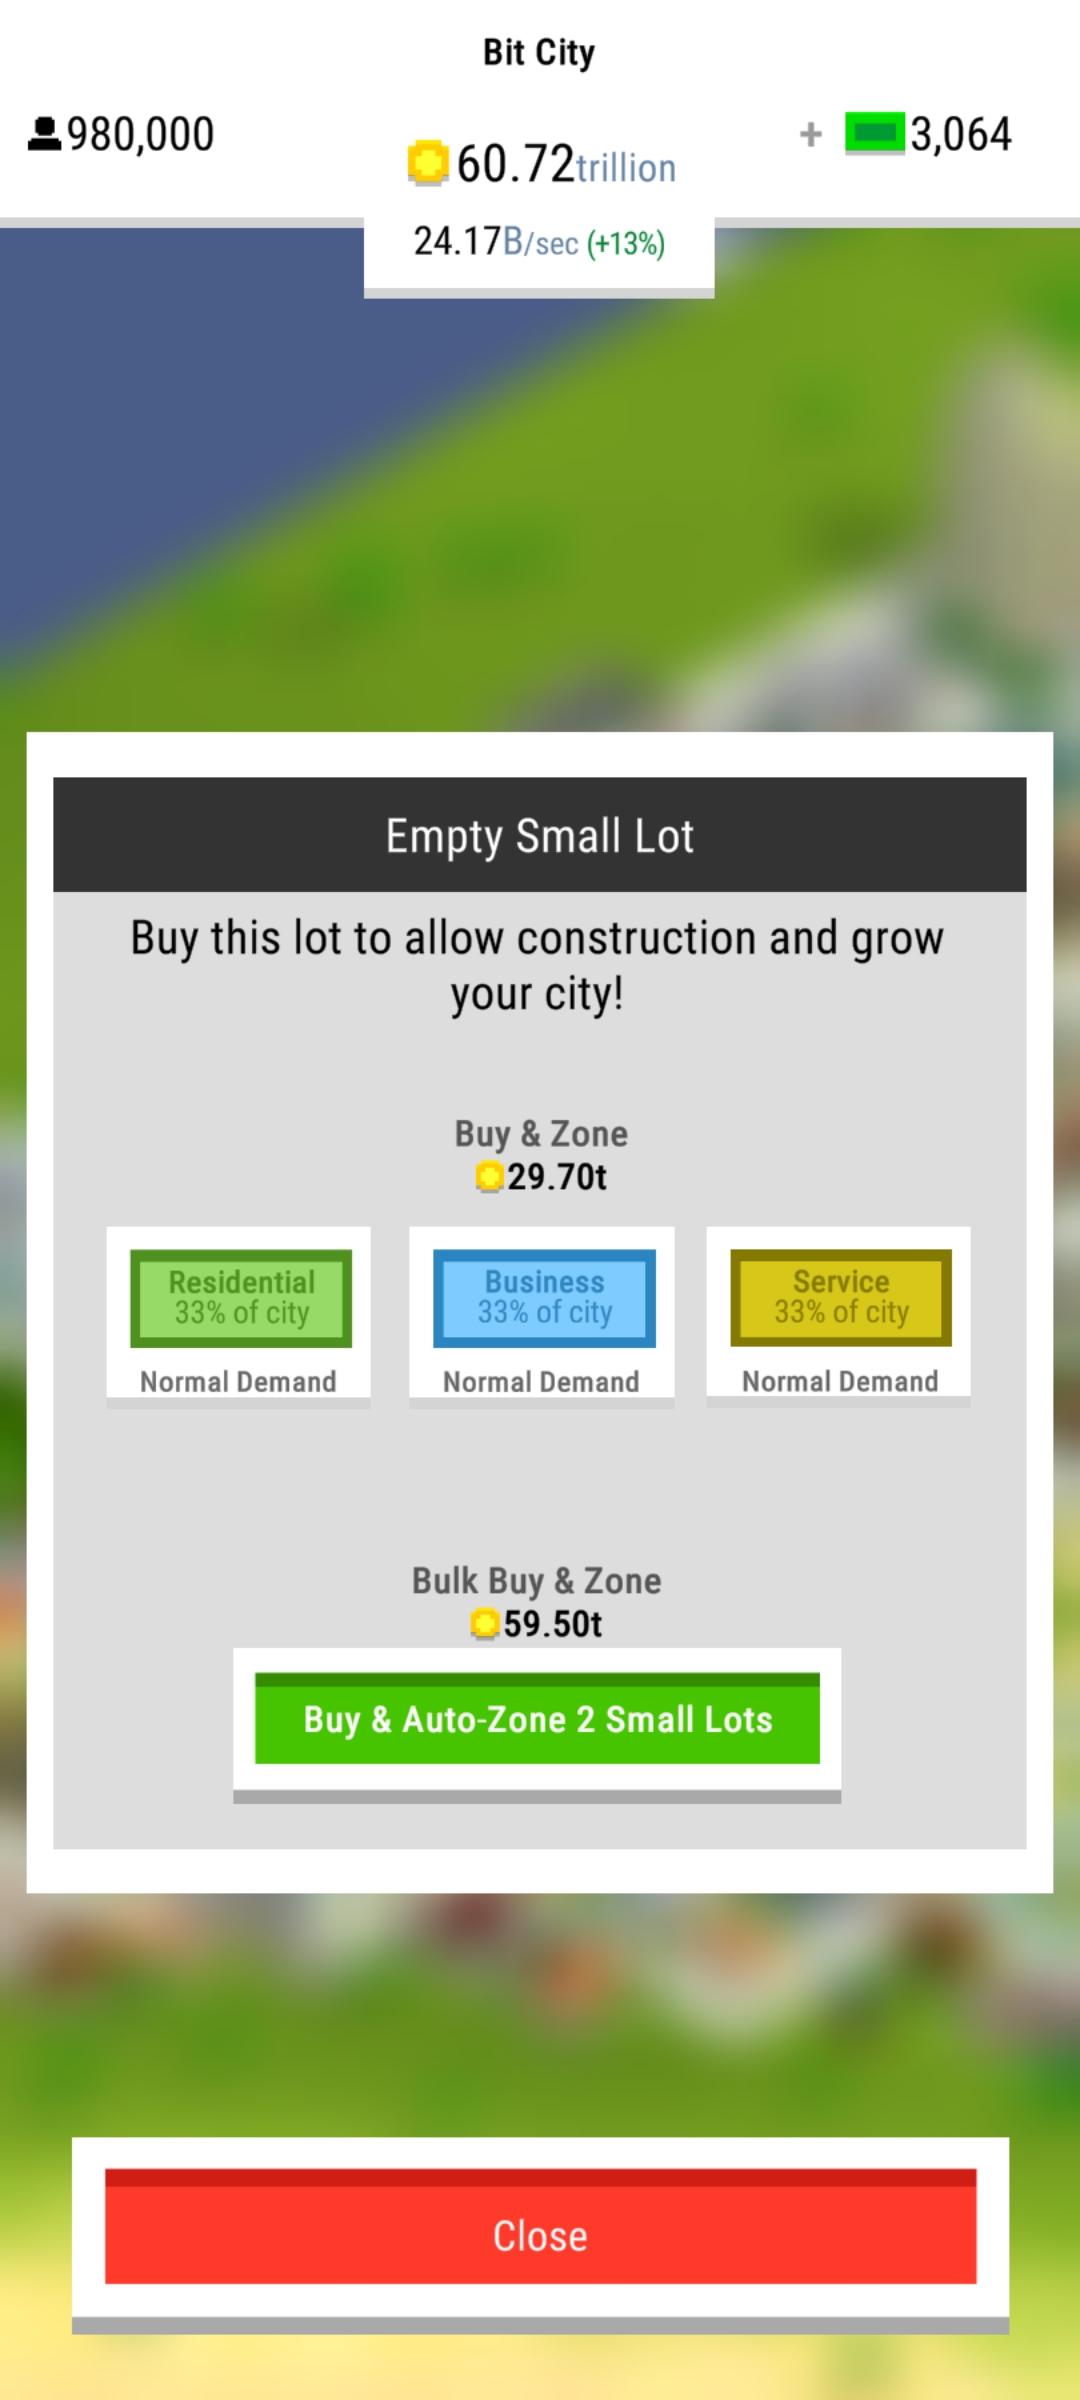 Bit City
980,000
60.72trillion
+ 3,064
24.17B/sec (+13%)
Empty Small Lot
Buy this lot to allow construction and grow
your city!
Buy & Zone
29.70t
Residential
33% of city
Normal Demand
Business
33% of city
Normal Demand
Service
33% of city
Normal Demand
Bulk Buy & Zone
59.50t
Buy & Auto-Zone 2 Small Lots
Close